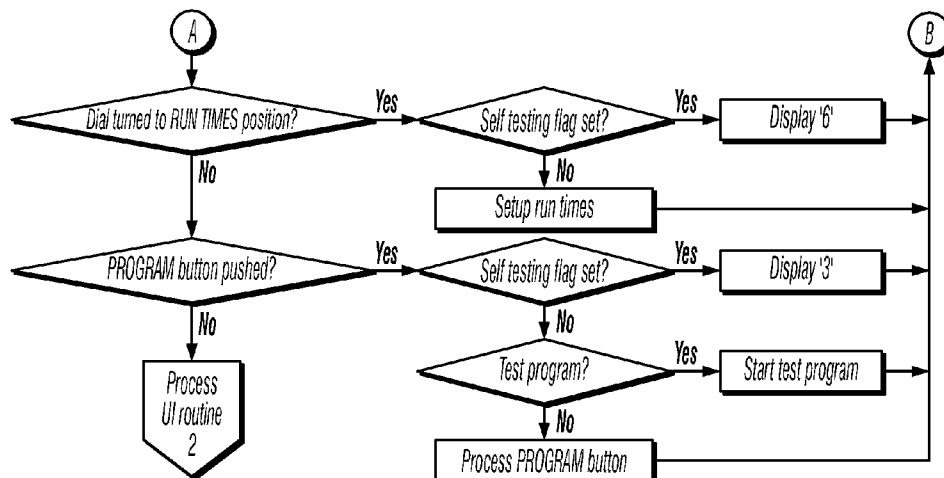 A
B
Dial turned to RUN TIMES position?
Yes
Self testing flag set?
Yes
Display '6'
No
No
Setup run times
PROGRAM button pushed?
Yes
Self testing flag set?
Yes
Display '3'
No
No
Process
UI routine
2
Test program?
Yes
Start test program
No
Process PROGRAM button